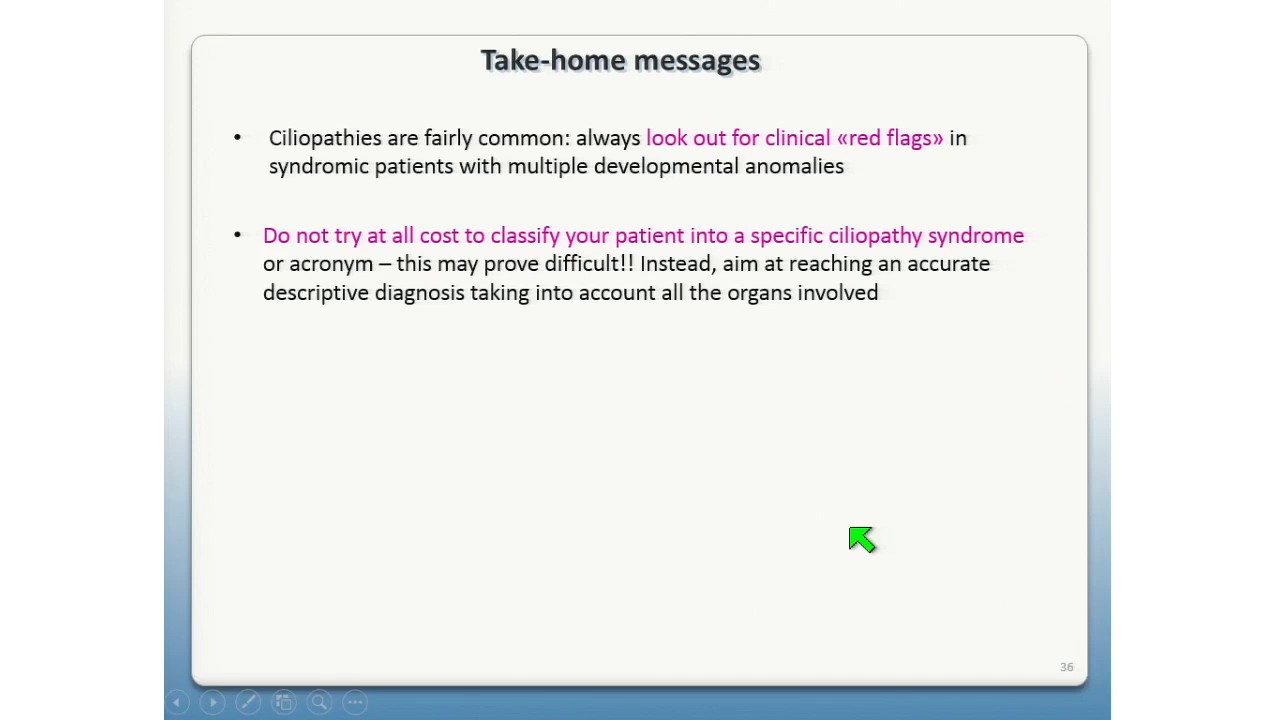 Take-home messages
• Ciliopathies are fairly common: always look out for clinical «red flags» in
syndromic patients with multiple developmental anomalies
• Do not try at all cost to classify your patient into a specific ciliopathy syndrome
or acronym – this may prove difficult!! Instead, aim at reaching an accurate
descriptive diagnosis taking into account all the organs involved
36